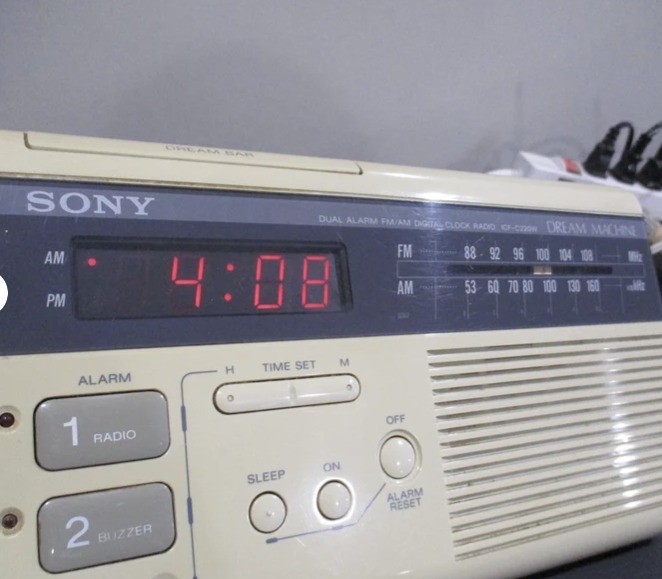 DREAM BAR
SONY
DUAL ALARM FM/AM DIGITAL CLOCK RADIO
DREAM MACHINE
AM
PM
4:08
FM 88 92 96 100 104 108 MHz
AM 53 60 70 80 100 130 160
ALARM
1 RADIO
2 BUZZER
H TIME SET M
OFF
SLEEP
ON
ALARM
RESET